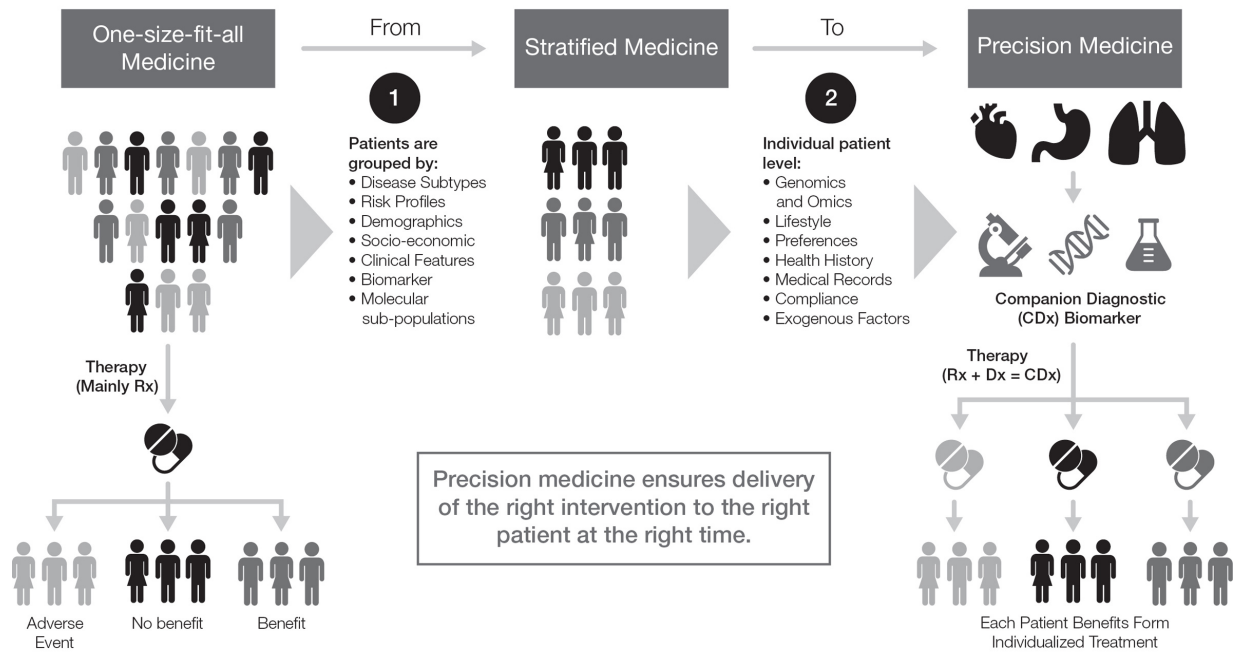 One-size-fit-all
Medicine
From
Stratified Medicine
To
Precision Medicine
1
Patients are
grouped by:
• Disease Subtypes
• Risk Profiles
• Demographics
• Socio-economic
• Clinical Features
• Biomarker
• Molecular
sub-populations
2
Individual patient
level:
• Genomics
and Omics
• Lifestyle
• Preferences
• Health History
• Medical Records
• Compliance
• Exogenous Factors
Companion Diagnostic
(CDx) Biomarker
Therapy
(Mainly Rx)
Therapy
(Rx + Dx = CDx)
Precision medicine ensures delivery
of the right intervention to the right
patient at the right time.
Adverse
Event
No benefit
Benefit
Each Patient Benefits Form
Individualized Treatment